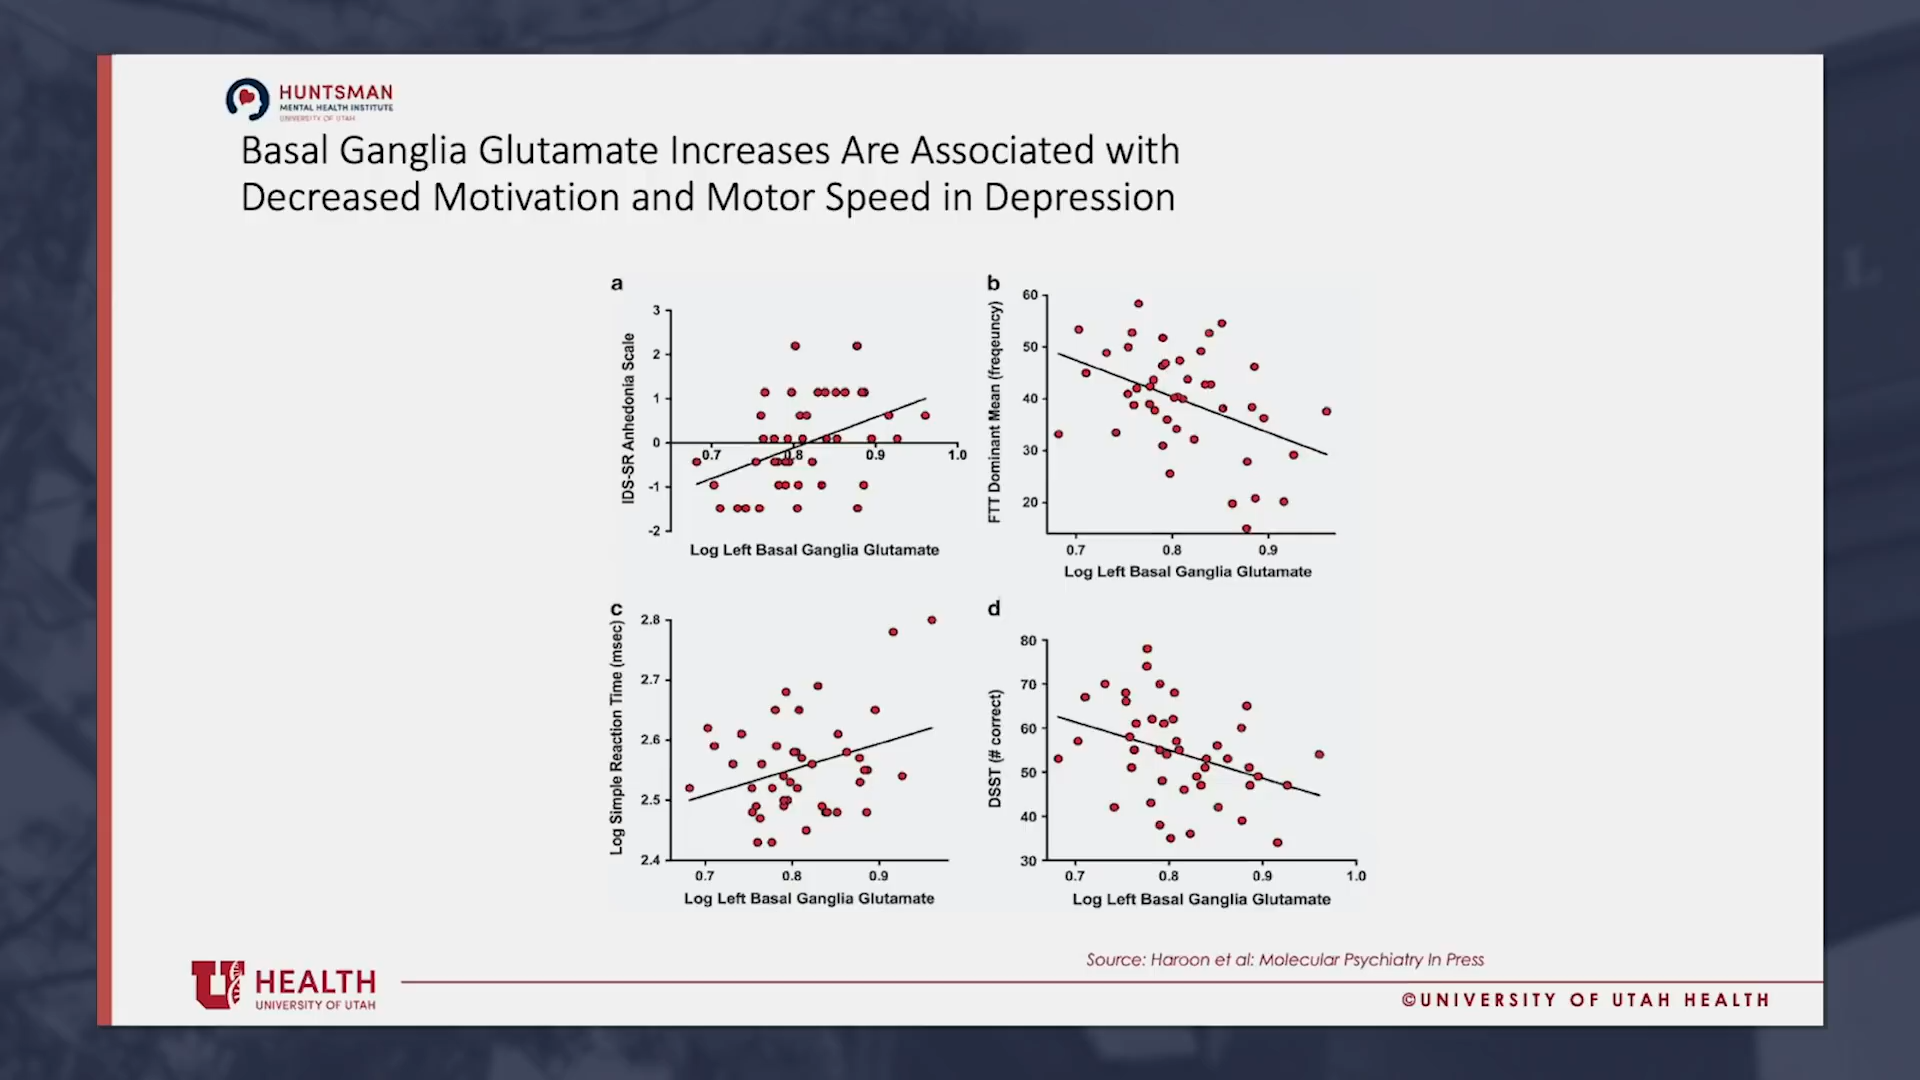 HUNTSMAN
MENTAL HEALTH INSTITUTE
UNIVERSITY OF UTAH
Basal Ganglia Glutamate Increases Are Associated with
Decreased Motivation and Motor Speed in Depression
a
IDS-SR Anhedonia Scale
3
2
1
0
-1
-2
0.7
0.8
0.9
1.0
Log Left Basal Ganglia Glutamate
b
FTT Dominant Mean (freqeuncy)
60
50
40
30
20
0.7
0.8
0.9
Log Left Basal Ganglia Glutamate
c
Log Simple Reaction Time (msec)
2.8
2.7
2.6
2.5
2.4
0.7
0.8
0.9
Log Left Basal Ganglia Glutamate
d
DSST (# correct)
80
70
60
50
40
30
0.7
0.8
0.9
1.0
Log Left Basal Ganglia Glutamate
Source: Haroon et al: Molecular Psychiatry In Press
U HEALTH
UNIVERSITY OF UTAH
©UNIVERSITY OF UTAH HEALTH